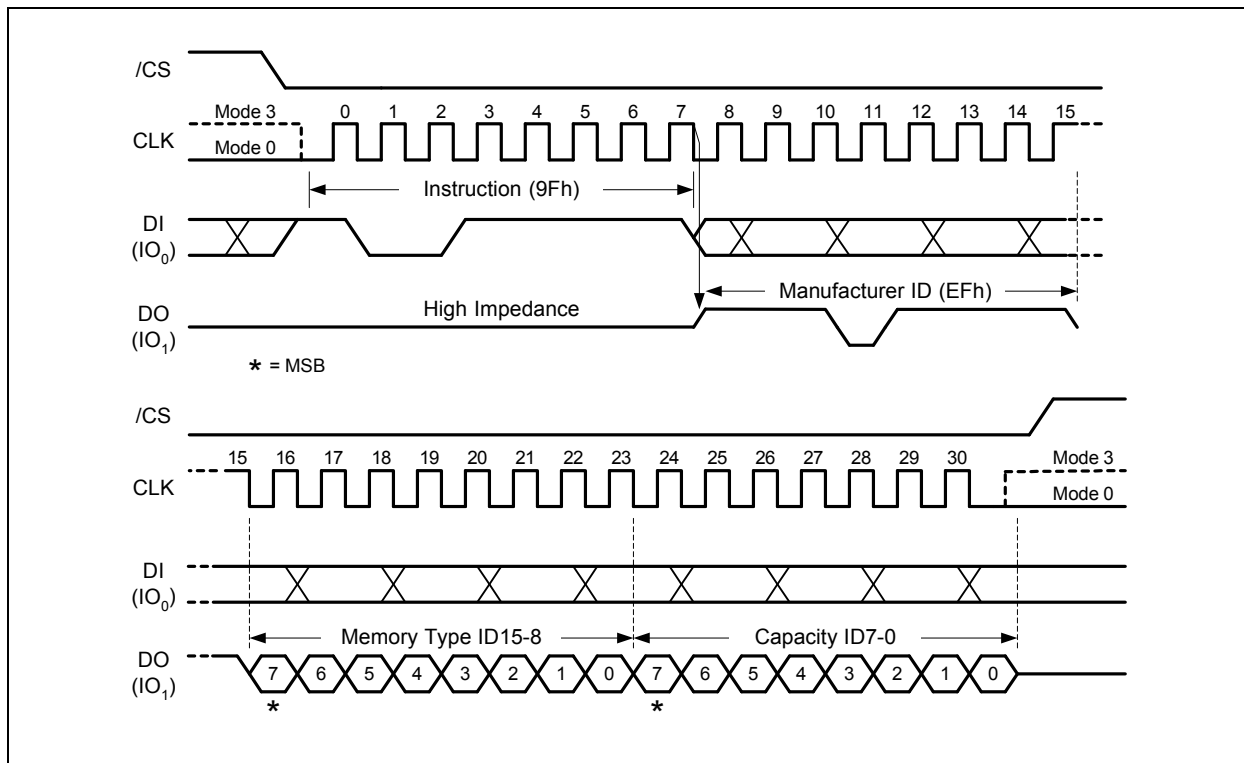 /CS
Mode 3 0 1 2 3 4 5 6 7 8 9 10 11 12 13 14 15
CLK
Mode 0
Instruction (9Fh)
DI
(IO₀)
Manufacturer ID (EFh)
High Impedance
DO
(IO₁)
* = MSB
/CS
15 16 17 18 19 20 21 22 23 24 25 26 27 28 29 30 Mode 3
CLK
Mode 0
DI
(IO₀)
Memory Type ID15-8 Capacity ID7-0
DO
7 6 5 4 3 2 1 0 7 6 5 4 3 2 1 0
(IO₁)
* *